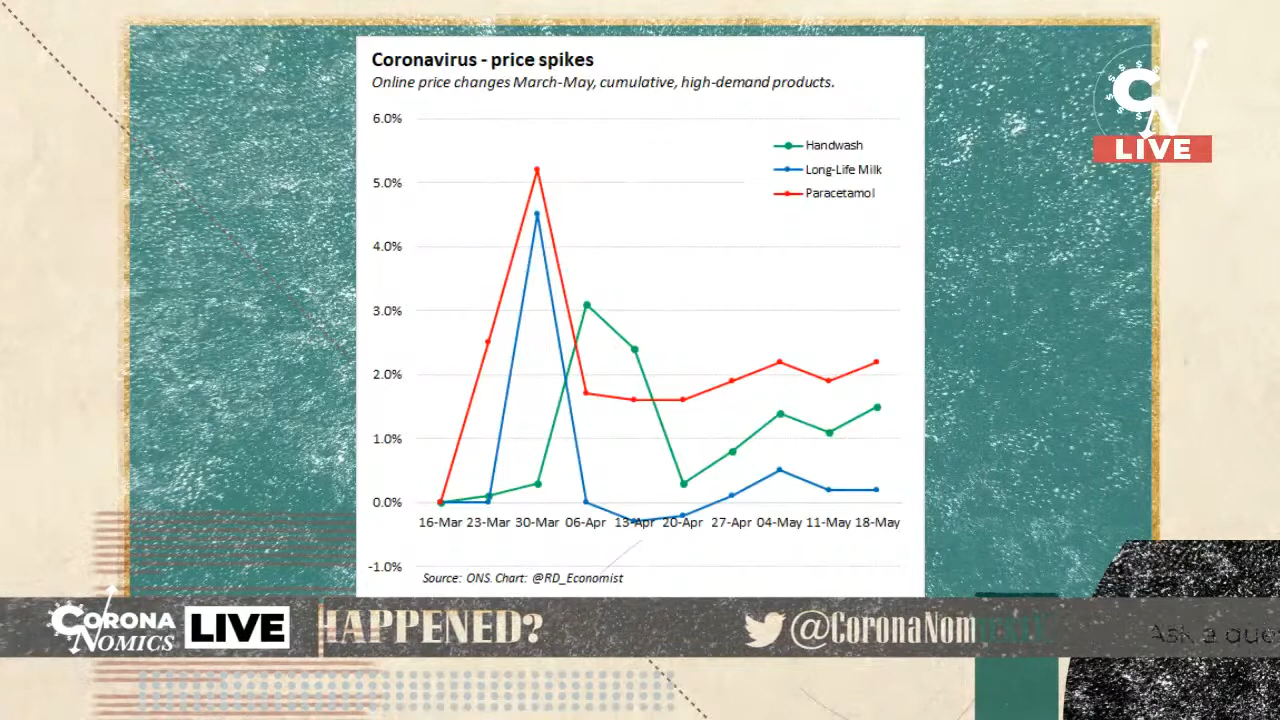 Coronavirus - price spikes
Online price changes March-May, cumulative, high-demand products.
6.0%
Handwash
Long-Life Milk
Paracetamol
5.0%
4.0%
3.0%
2.0%
1.0%
0.0%
16-Mar 23-Mar 30-Mar 06-Apr 13-Apr 20-Apr 27-Apr 04-May 11-May 18-May
-1.0%
Source: ONS. Chart: @RD_Economist
CN
LIVE
CORONA
NOMICS
LIVE
HAPPENED?
@CoronaNom
Ask a que